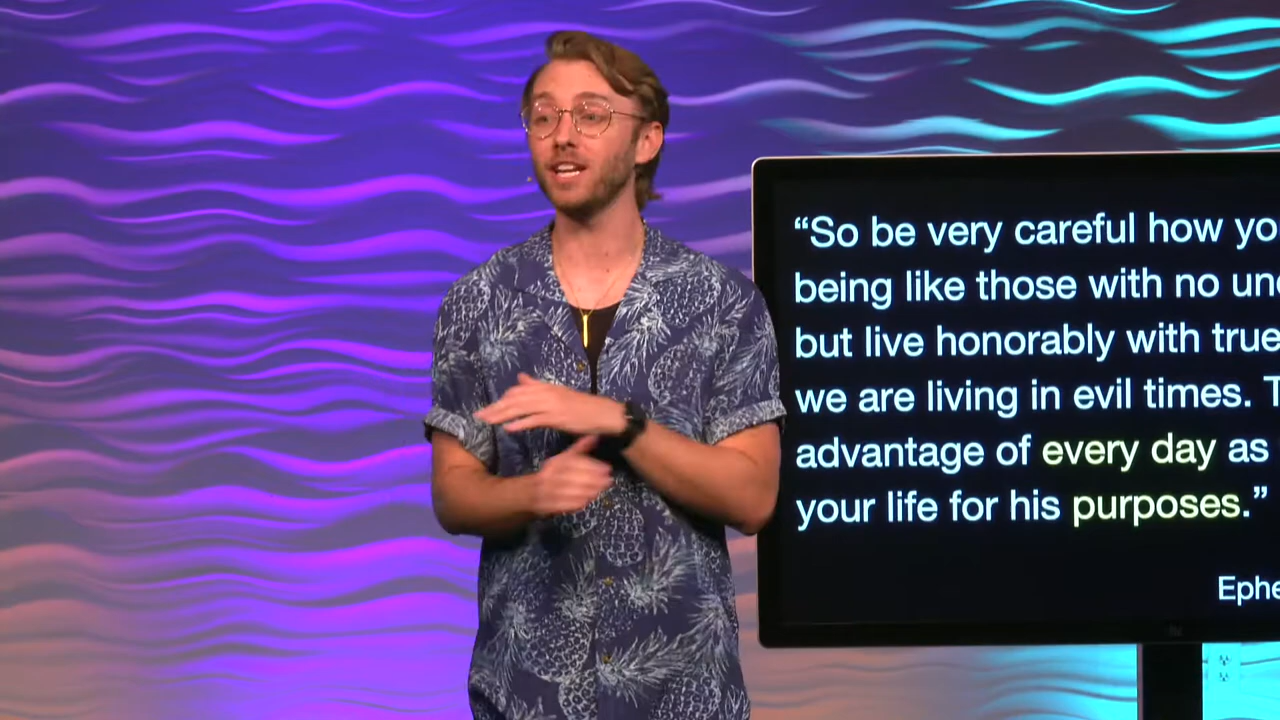 “So be very careful how yo
being like those with no und
but live honorably with true
we are living in evil times. T
advantage of every day as
your life for his purposes.”
Ephe